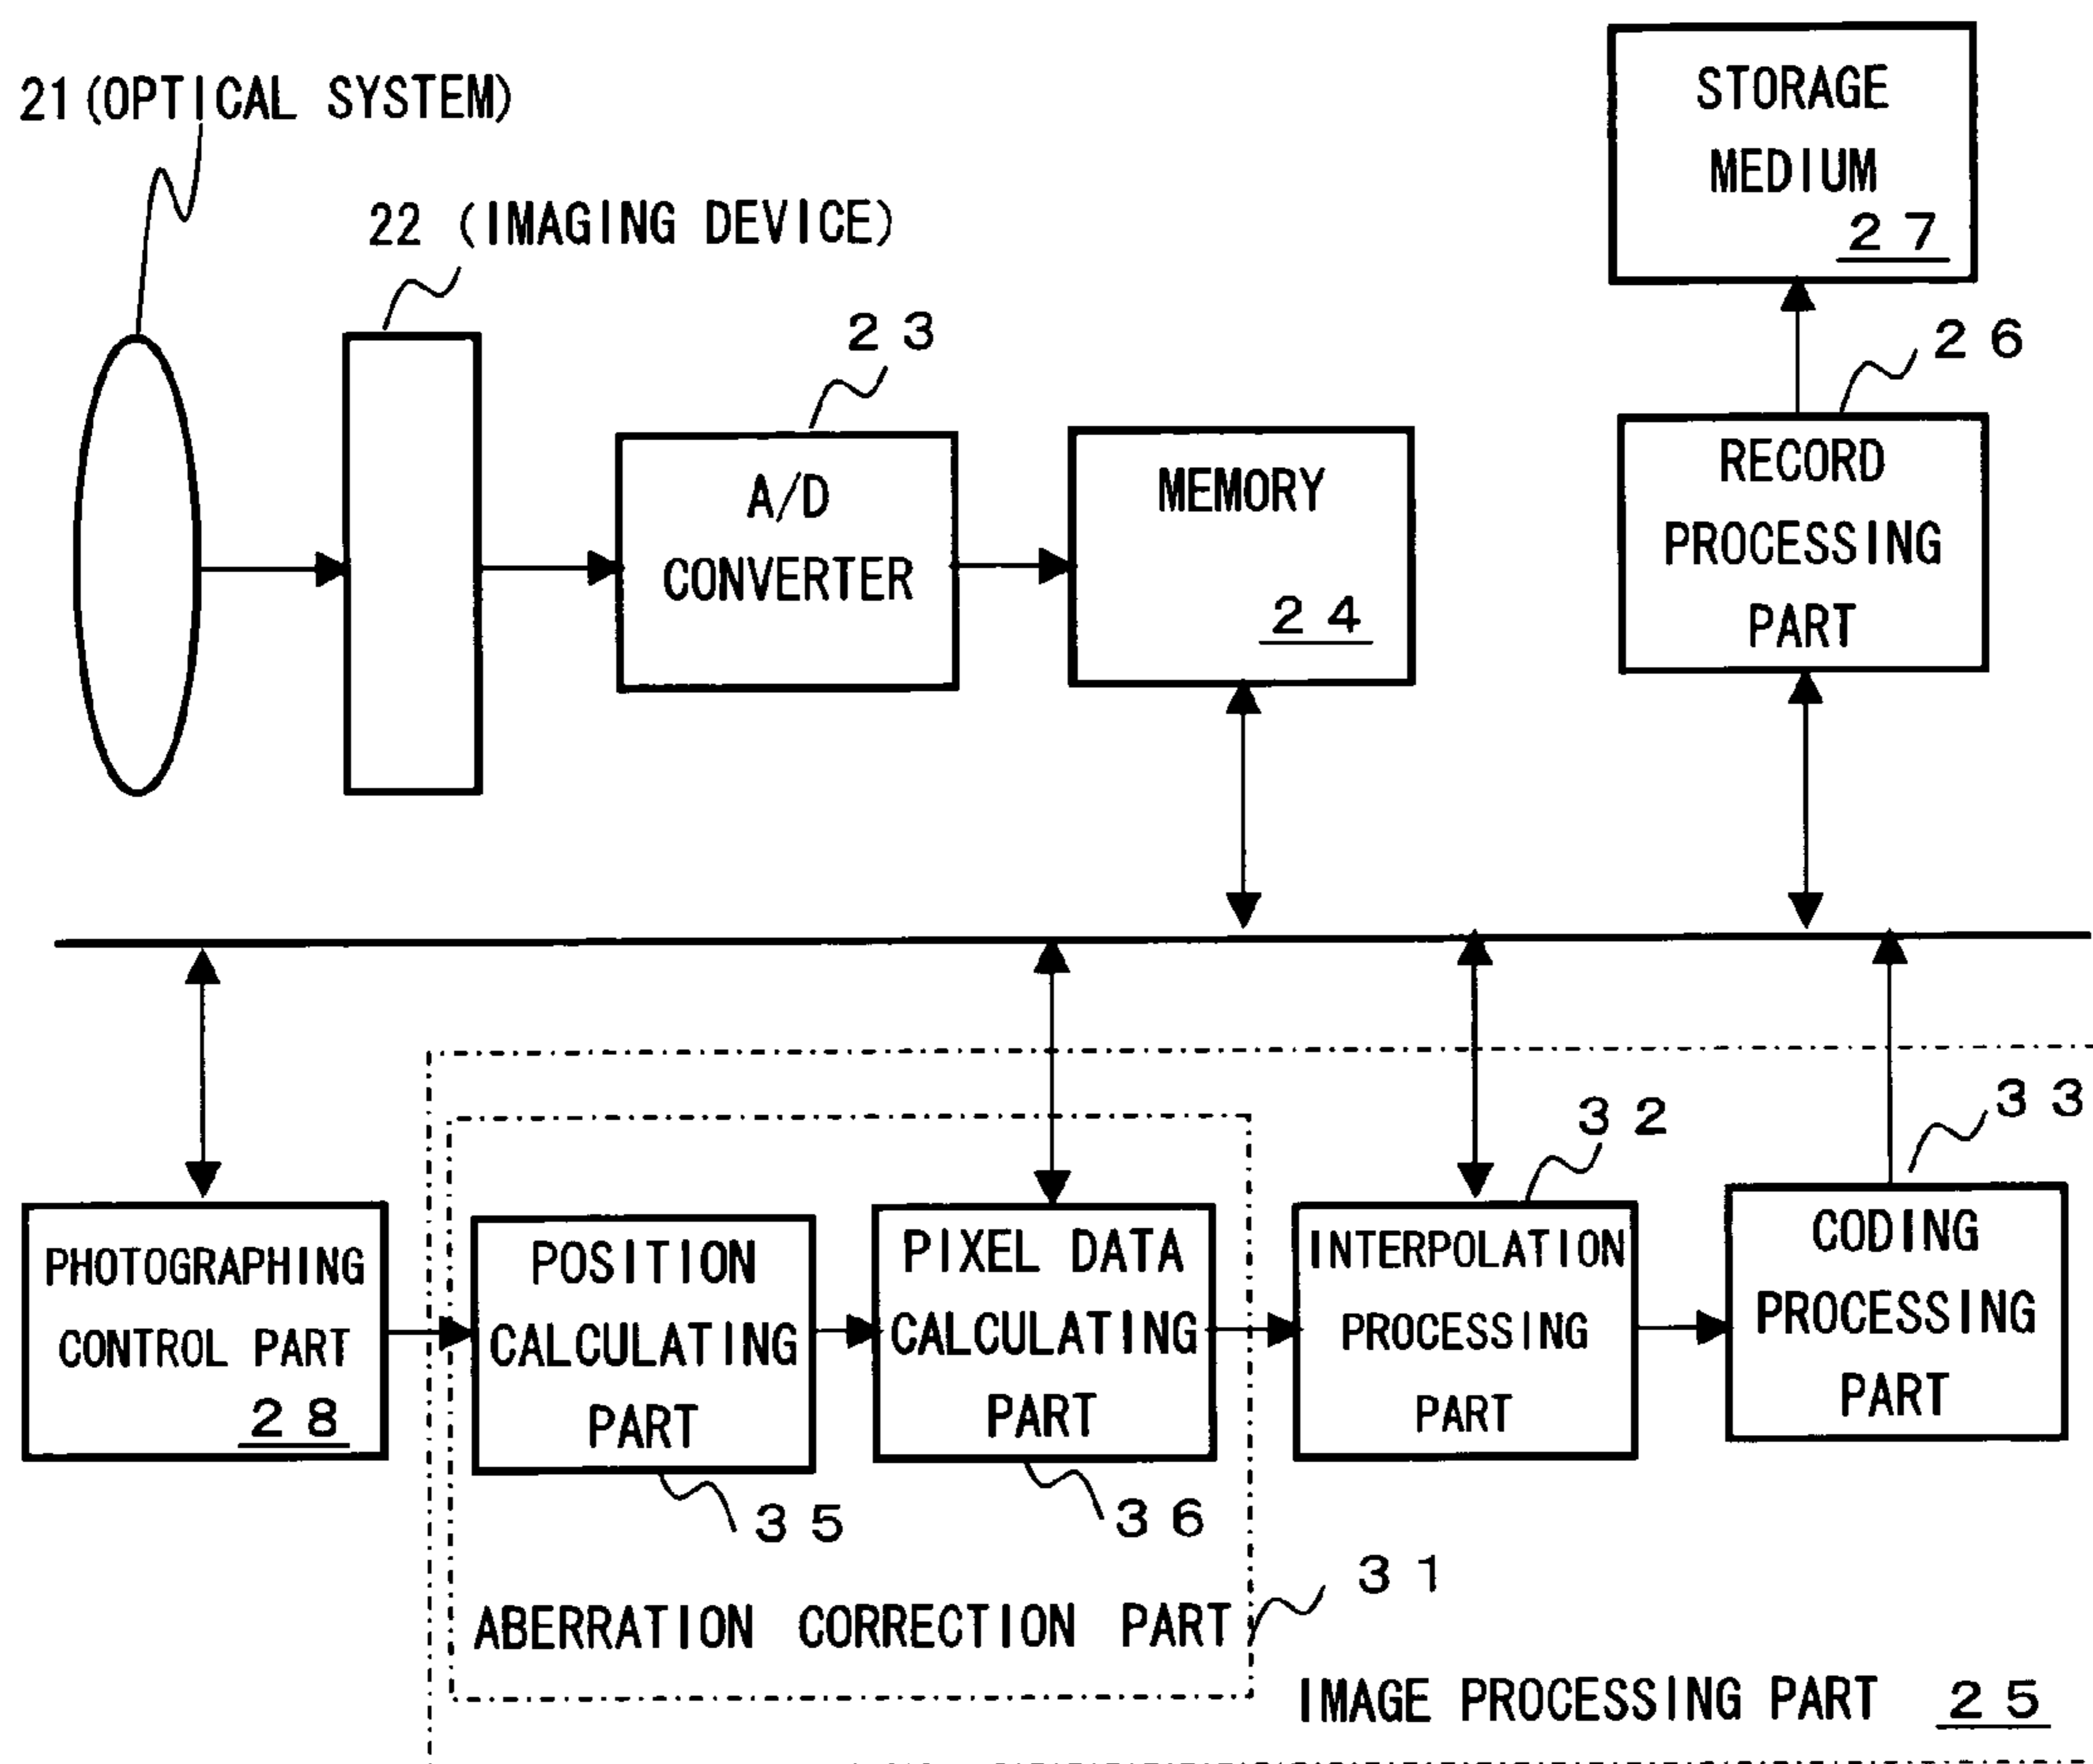 21(OPTICAL SYSTEM)
22 (IMAGING DEVICE)
23
A/D
CONVERTER
MEMORY
24
STORAGE
MEDIUM
27
26
RECORD
PROCESSING
PART
PHOTOGRAPHING
CONTROL PART
28
POSITION
CALCULATING
PART
35
PIXEL DATA
CALCULATING
PART
36
ABERRATION CORRECTION PART
31
32
INTERPOLATION
PROCESSING
PART
33
CODING
PROCESSING
PART
IMAGE PROCESSING PART 25